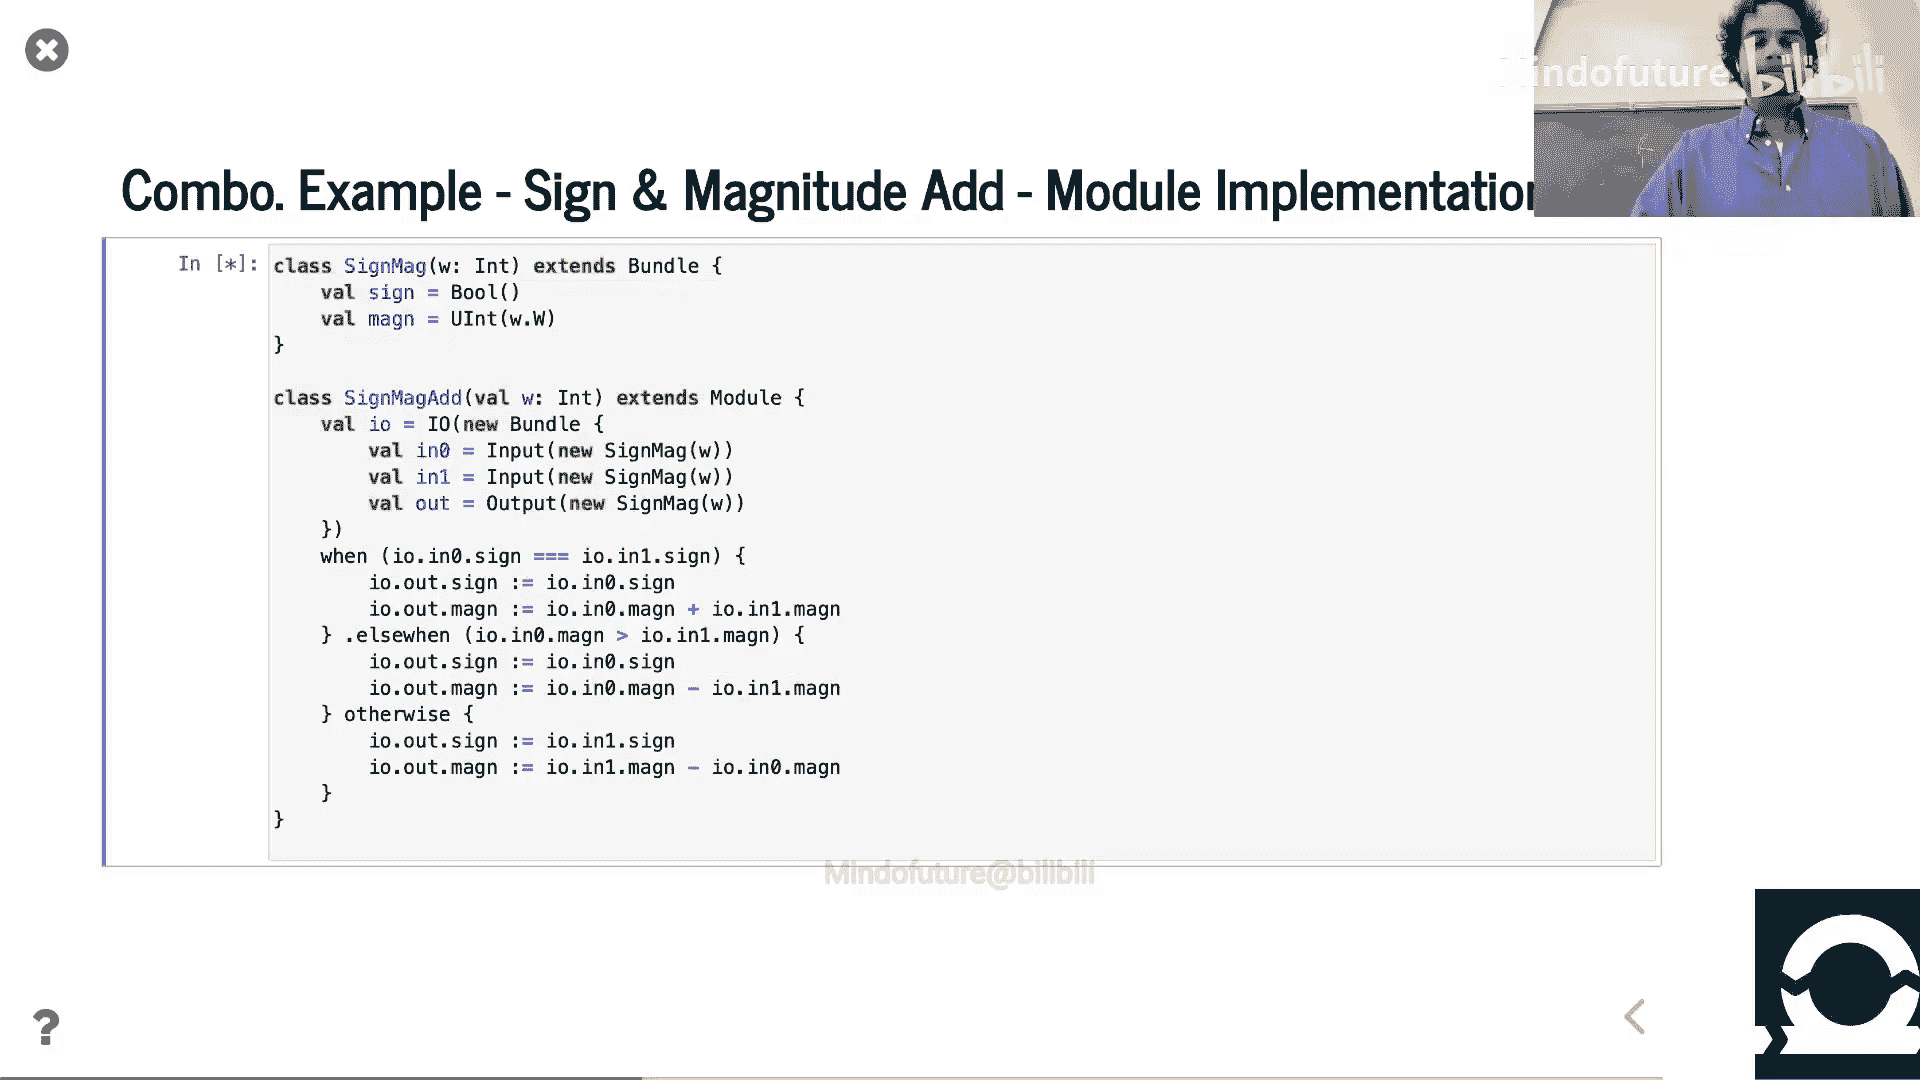 indofuture bilibili
Combo. Example - Sign & Magnitude Add - Module Implementation
In [*]:
class SignMag(w: Int) extends Bundle {
    val sign = Bool()
    val magn = UInt(w.W)
}
class SignMagAdd(val w: Int) extends Module {
    val io = IO(new Bundle {
        val in0 = Input(new SignMag(w))
        val in1 = Input(new SignMag(w))
        val out = Output(new SignMag(w))
    })
    when (io.in0.sign === io.in1.sign) {
        io.out.sign := io.in0.sign
        io.out.magn := io.in0.magn + io.in1.magn
    } .elsewhen (io.in0.magn > io.in1.magn) {
        io.out.sign := io.in0.sign
        io.out.magn := io.in0.magn - io.in1.magn
    } otherwise {
        io.out.sign := io.in1.sign
        io.out.magn := io.in1.magn - io.in0.magn
    }
}
Mindofuture@bilibili
?